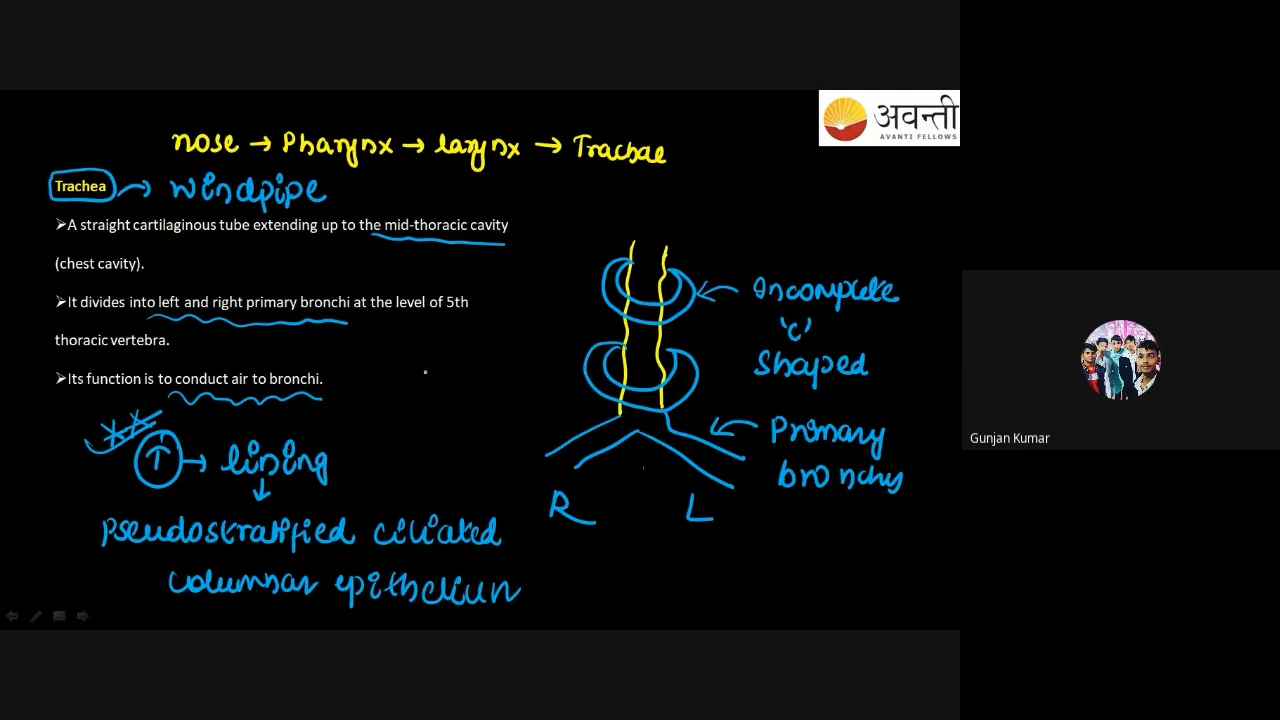 अवन्ती
AVANTI FELLOWS
nose → Pharynx → larynx → Trachae
Trachea → windpipe
➢A straight cartilaginous tube extending up to the mid-thoracic cavity
(chest cavity).
➢It divides into left and right primary bronchi at the level of 5th
thoracic vertebra.
➢Its function is to conduct air to bronchi.
↑ → lining
↓
Pseudostratified ciliated
columnar epithelium
Incomplete
'C'
Shaped
Primary
bronchus
R L
Gunjan Kumar